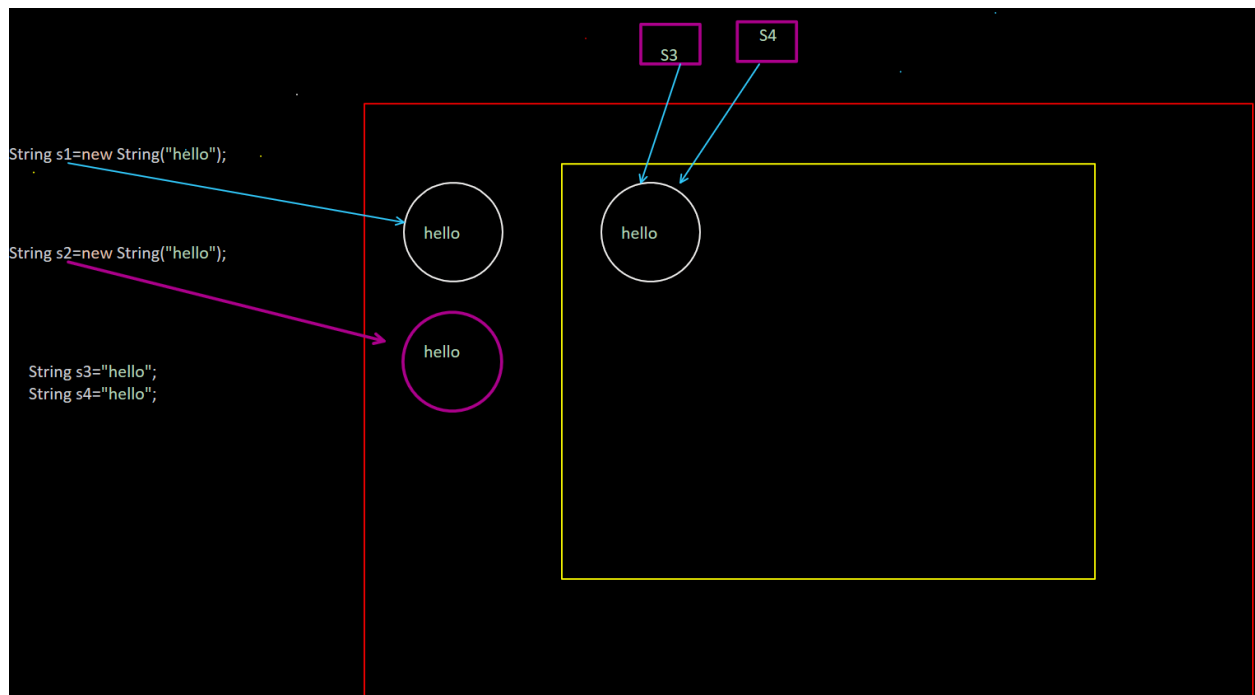 S3
S4
String s1=new String("hello");
hello
hello
String s2=new String("hello");
hello
String s3="hello";
String s4="hello";